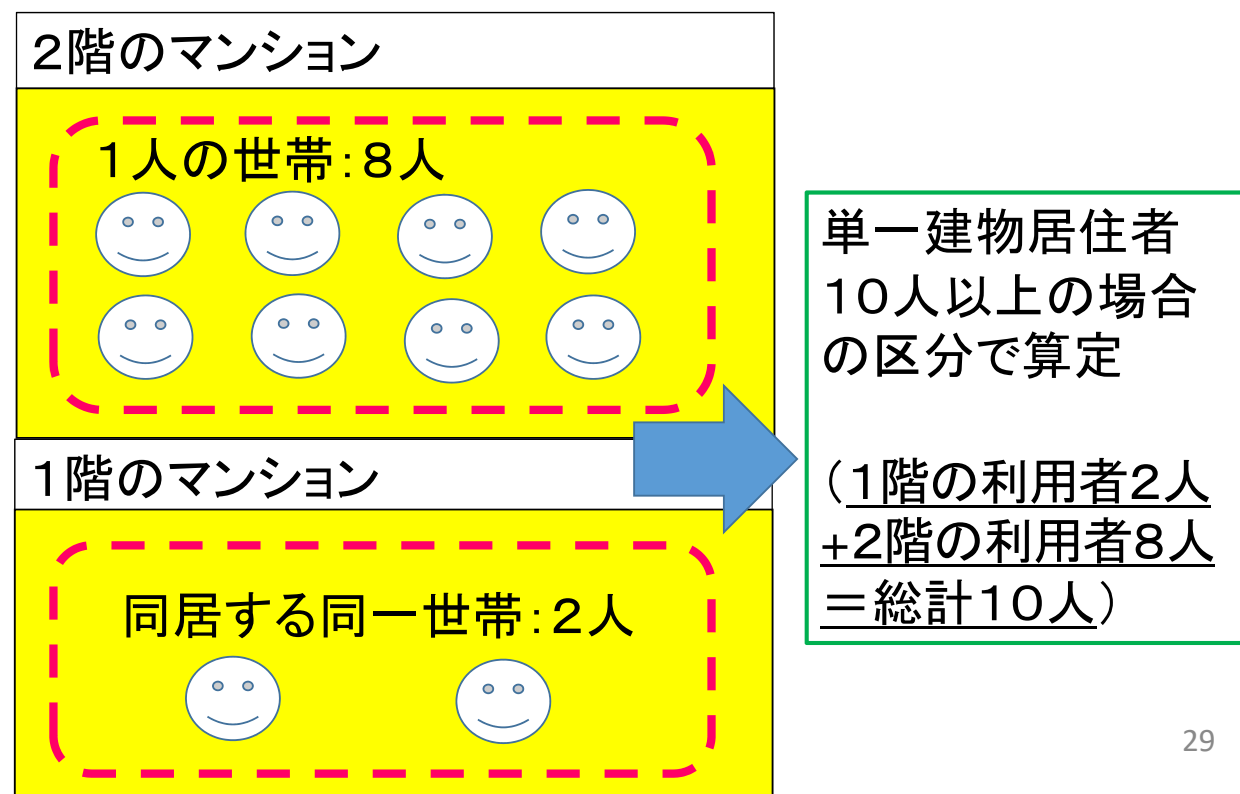 ２階のマンション
１人の世帯：８人
１階のマンション
同居する同一世帯：２人
単一建物居住者
１０人以上の場合
の区分で算定
（１階の利用者２人
+２階の利用者８人
＝総計１０人）
29